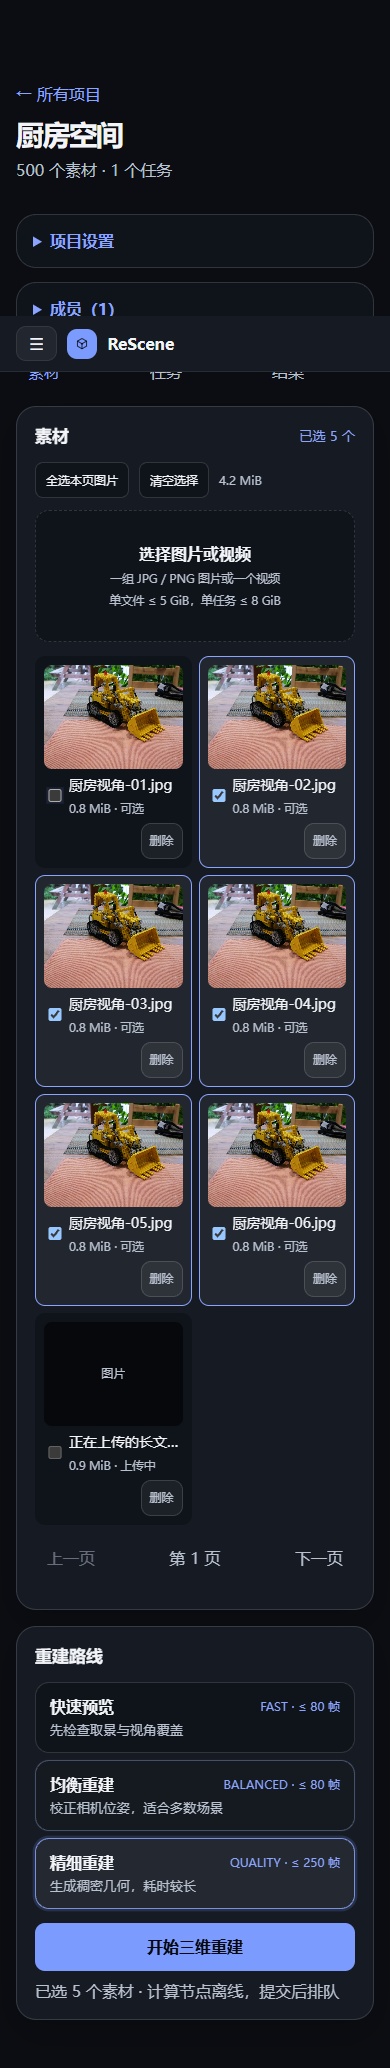 ← 所有项目
厨房空间
500 个素材 · 1 个任务
▶ 项目设置
▶ 成员（1）
☰ ReScene
素材 任务 结果
素材 已选 5 个
全选本页图片 清空选择 4.2 MiB
选择图片或视频
一组 JPG / PNG 图片或一个视频
单文件 ≤ 5 GiB，单任务 ≤ 8 GiB
厨房视角-01.jpg
0.8 MiB · 可选
删除
厨房视角-02.jpg
0.8 MiB · 可选
删除
厨房视角-03.jpg
0.8 MiB · 可选
删除
厨房视角-04.jpg
0.8 MiB · 可选
删除
厨房视角-05.jpg
0.8 MiB · 可选
删除
厨房视角-06.jpg
0.8 MiB · 可选
删除
图片
正在上传的长文...
0.9 MiB · 上传中
删除
上一页 第 1 页 下一页
重建路线
快速预览 FAST · ≤ 80 帧
先检查取景与视角覆盖
均衡重建 BALANCED · ≤ 80 帧
校正相机位姿，适合多数场景
精细重建 QUALITY · ≤ 250 帧
生成稠密几何，耗时较长
开始三维重建
已选 5 个素材 · 计算节点离线，提交后排队